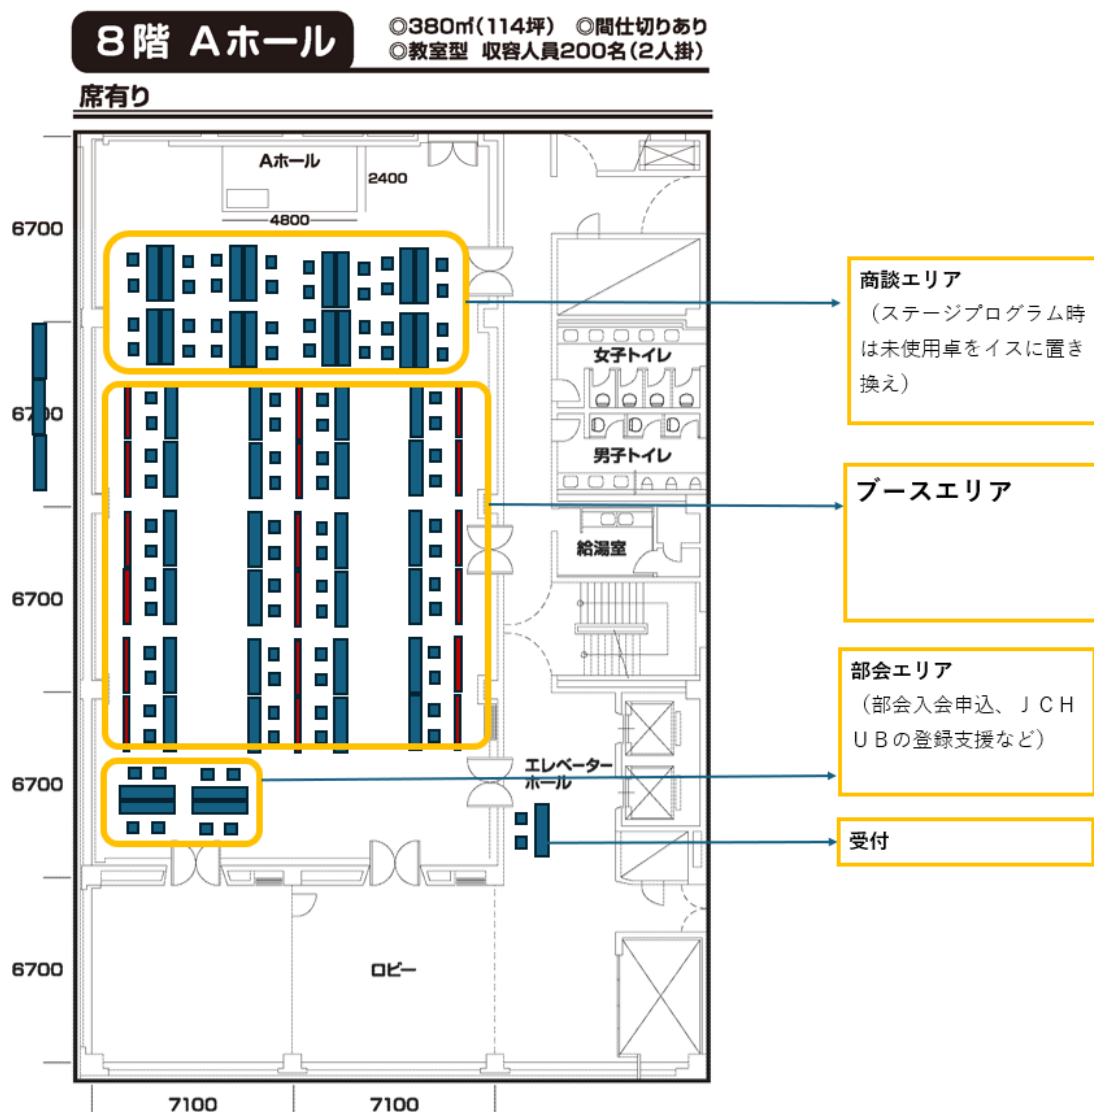 8階 Aホール
◎380㎡(114坪) ◎間仕切りあり
◎教室型 収容人員200名(2人掛)
席有り
Aホール
2400
4800
6700
商談エリア
(ステージプログラム時
は未使用卓をイスに置き
換え)
女子トイレ
男子トイレ
ブースエリア
6700
給湯室
6700
部会エリア
(部会入会申込、JCH
UBの登録支援など)
エレベーター
ホール
6700
受付
ロビー
6700
7100
7100